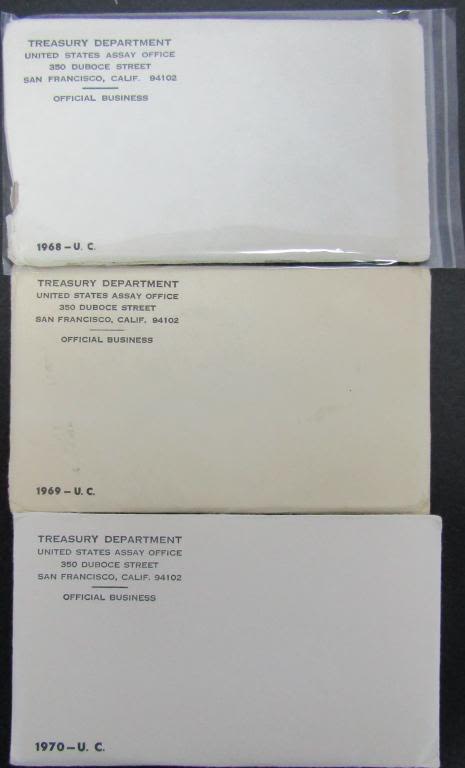 TREASURY DEPARTMENT
UNITED STATES ASSAY OFFICE
350 DUBOCE STREET
SAN FRANCISCO, CALIF. 94102
OFFICIAL BUSINESS
1968 – U. C.
TREASURY DEPARTMENT
UNITED STATES ASSAY OFFICE
350 DUBOCE STREET
SAN FRANCISCO, CALIF. 94102
OFFICIAL BUSINESS
1969 – U. C.
TREASURY DEPARTMENT
UNITED STATES ASSAY OFFICE
350 DUBOCE STREET
SAN FRANCISCO, CALIF. 94102
OFFICIAL BUSINESS
1970 – U. C.